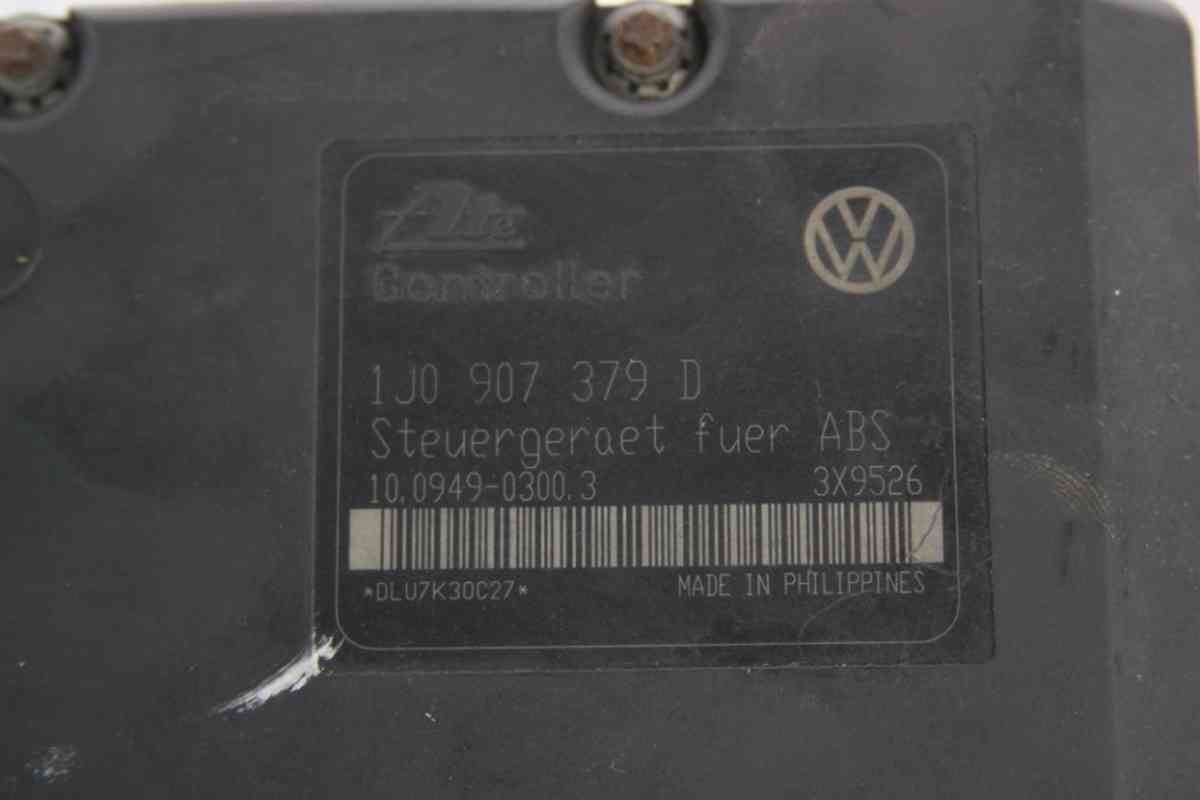 Ate
Controller
1J0 907 379 D
Steuergeraet fuer ABS
10.0949-0300.3 3X9526
*DLU7K30C27*
MADE IN PHILIPPINES